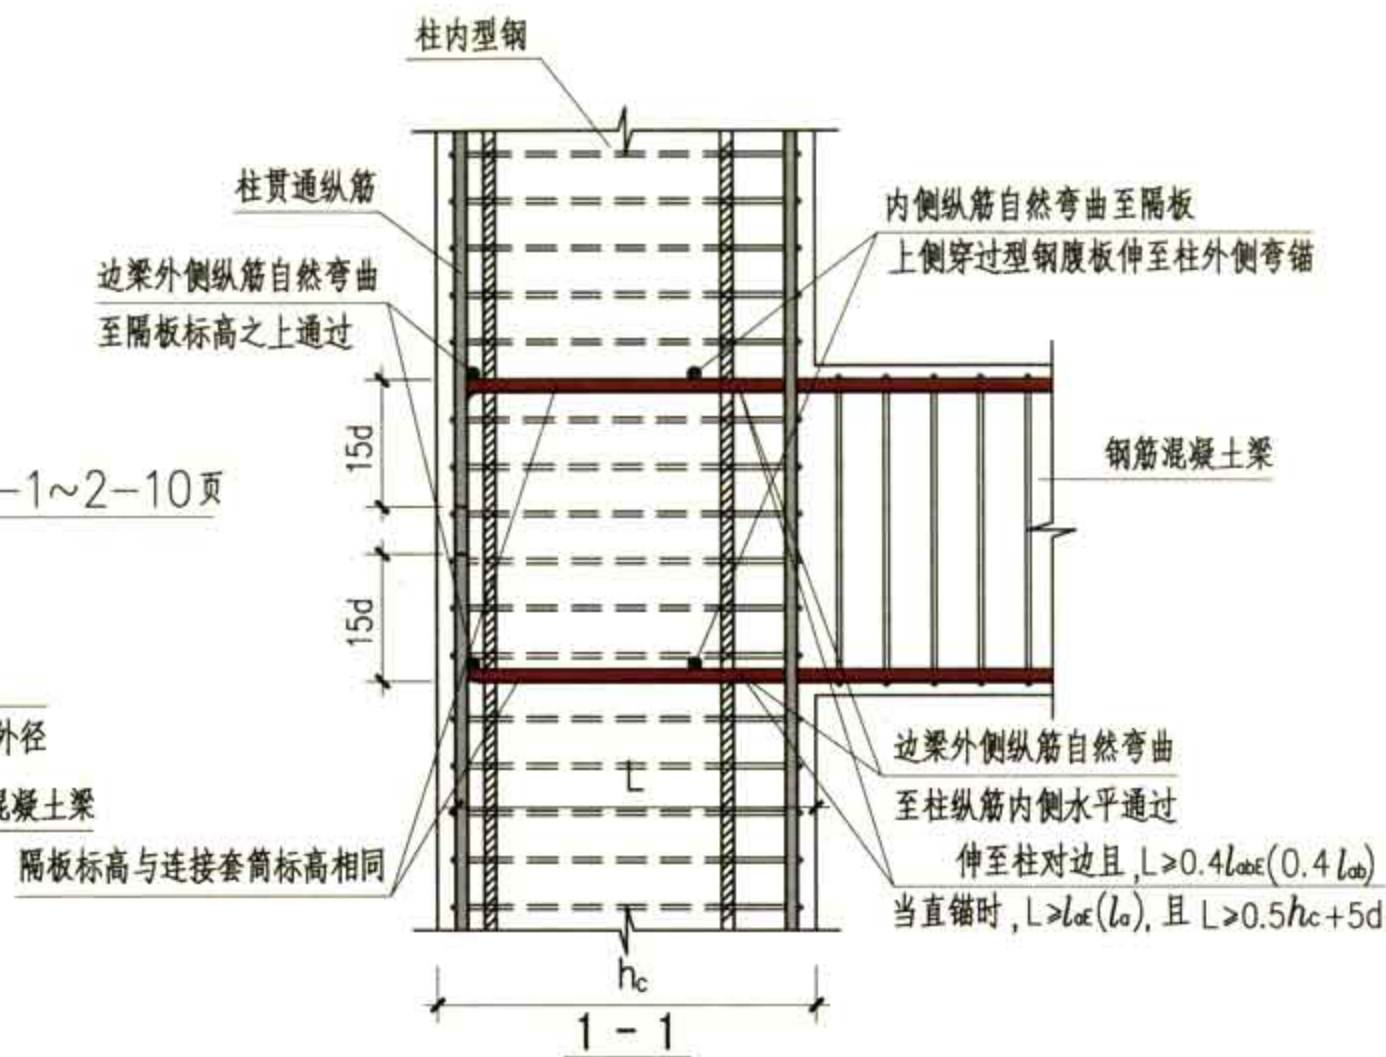 柱内型钢
柱贯通纵筋
内侧纵筋自然弯曲至隔板
上侧穿过型钢腹板伸至柱外侧弯锚
边梁外侧纵筋自然弯曲
至隔板标高之上通过
15d
钢筋混凝土梁
-1~2-10页
15d
外径
边梁外侧纵筋自然弯曲
至柱纵筋内侧水平通过
L
混凝土梁
隔板标高与连接套筒标高相同
伸至柱对边且,L≥0.4labE(0.4lab)
当直锚时,L≥laE(la),且 L≥0.5hc+5d
hc
1-1